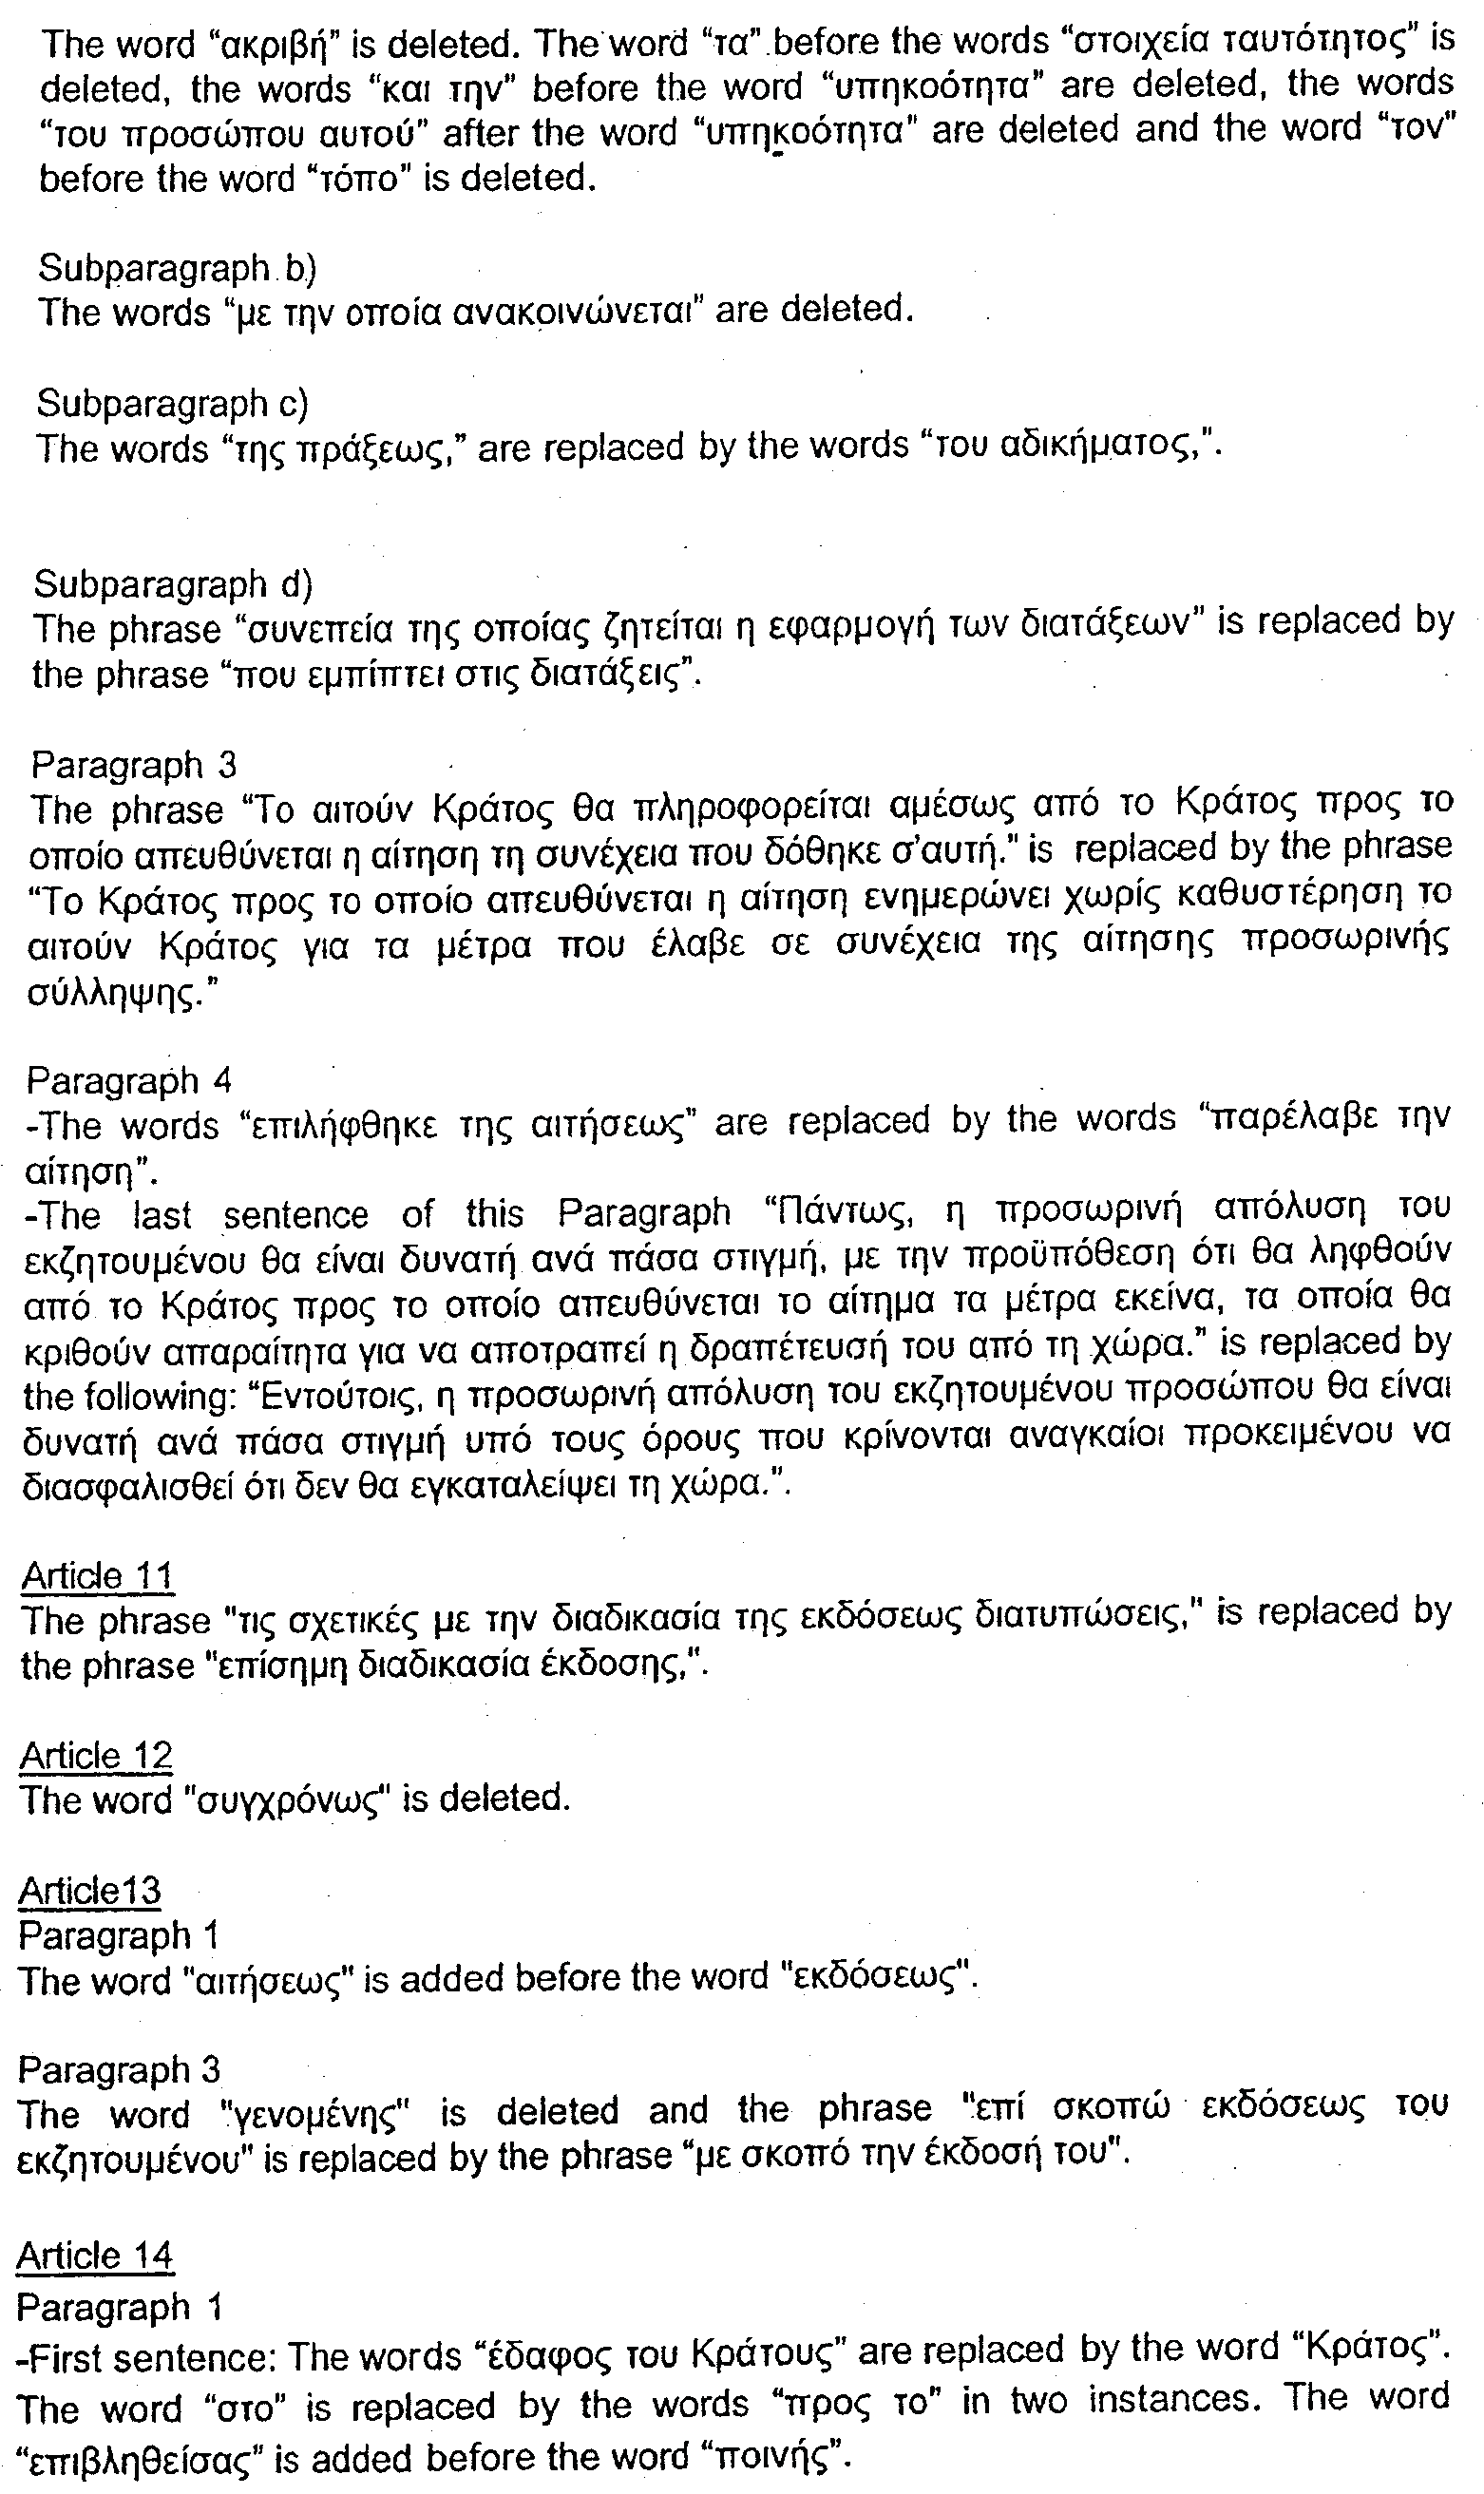 The word “ακριβή” is deleted. The word “τα” before the words “στοιχεία ταυτότητος” is
deleted, the words “και την” before the word “υπηκοότητα” are deleted, the words
“του προσώπου αυτού” after the word “υπηκοότητα” are deleted and the word “τον”
before the word “τόπο” is deleted.
Subparagraph b)
The words “με την οποία ανακοινώνεται” are deleted.
Subparagraph c)
The words “της πράξεως,” are replaced by the words “του αδικήματος,”.
Subparagraph d)
The phrase “συνεπεία της οποίας ζητείται η εφαρμογή των διατάξεων” is replaced by
the phrase “που εμπίπτει στις διατάξεις”.
Paragraph 3
The phrase “Το αιτούν Κράτος θα πληροφορείται αμέσως από το Κράτος προς το
οποίο απευθύνεται η αίτηση τη συνέχεια που δόθηκε σ’αυτή.” is replaced by the phrase
“Το Κράτος προς το οποίο απευθύνεται η αίτηση ενημερώνει χωρίς καθυστέρηση το
αιτούν Κράτος για τα μέτρα που έλαβε σε συνέχεια της αίτησης προσωρινής
σύλληψης.”
Paragraph 4
-The words “επιλήφθηκε της αιτήσεως” are replaced by the words “παρέλαβε την
αίτηση”.
-The last sentence of this Paragraph “Πάντως, η προσωρινή απόλυση του
εκζητουμένου θα είναι δυνατή ανά πάσα στιγμή, με την προϋπόθεση ότι θα ληφθούν
από το Κράτος προς το οποίο απευθύνεται το αίτημα τα μέτρα εκείνα, τα οποία θα
κριθούν απαραίτητα για να αποτραπεί η δραπέτευσή του από τη χώρα.” is replaced by
the following: “Εντούτοις, η προσωρινή απόλυση του εκζητουμένου προσώπου θα είναι
δυνατή ανά πάσα στιγμή υπό τους όρους που κρίνονται αναγκαίοι προκειμένου να
διασφαλισθεί ότι δεν θα εγκαταλείψει τη χώρα.”.
Article 11
The phrase "τις σχετικές με την διαδικασία της εκδόσεως διατυπώσεις," is replaced by
the phrase "επίσημη διαδικασία έκδοσης,".
Article 12
The word "συγχρόνως" is deleted.
Article13
Paragraph 1
The word "αιτήσεως" is added before the word "εκδόσεως".
Paragraph 3
The word "γενομένης" is deleted and the phrase "επί σκοπώ εκδόσεως του
εκζητουμένου" is replaced by the phrase “με σκοπό την έκδοσή του".
Article 14
Paragraph 1
-First sentence: The words “έδαφος του Κράτους” are replaced by the word “Κράτος”.
The word “στο” is replaced by the words “προς το” in two instances. The word
“επιβληθείσας” is added before the word “ποινής”.